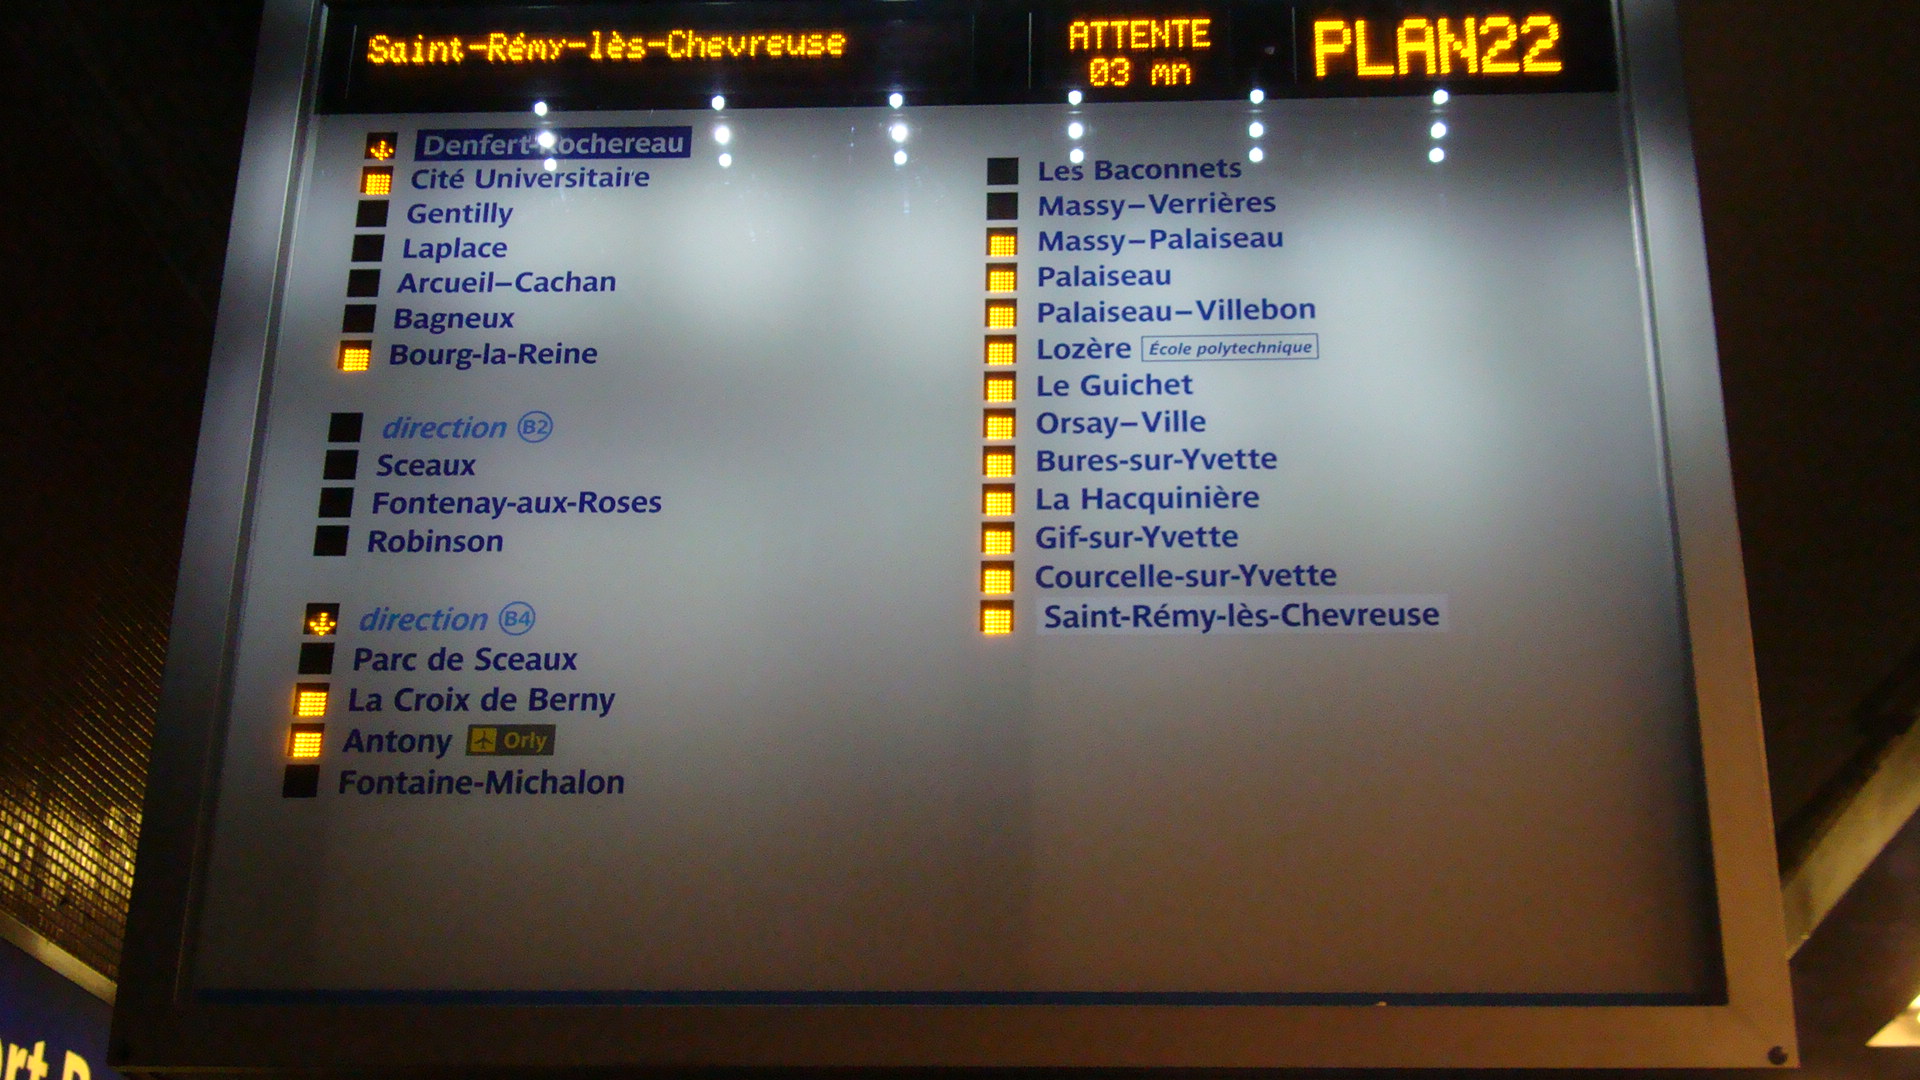 Saint-Rémy-lès-Chevreuse
ATTENTE
03 mn
PLAN22
Denfert-Rochereau
Cité Universitaire
Gentilly
Laplace
Arcueil–Cachan
Bagneux
Bourg-la-Reine
direction B2
Sceaux
Fontenay-aux-Roses
Robinson
direction B4
Parc de Sceaux
La Croix de Berny
Antony Orly
Fontaine-Michalon
Les Baconnets
Massy–Verrières
Massy–Palaiseau
Palaiseau
Palaiseau–Villebon
Lozère École polytechnique
Le Guichet
Orsay–Ville
Bures-sur-Yvette
La Hacquinière
Gif-sur-Yvette
Courcelle-sur-Yvette
Saint-Rémy-lès-Chevreuse